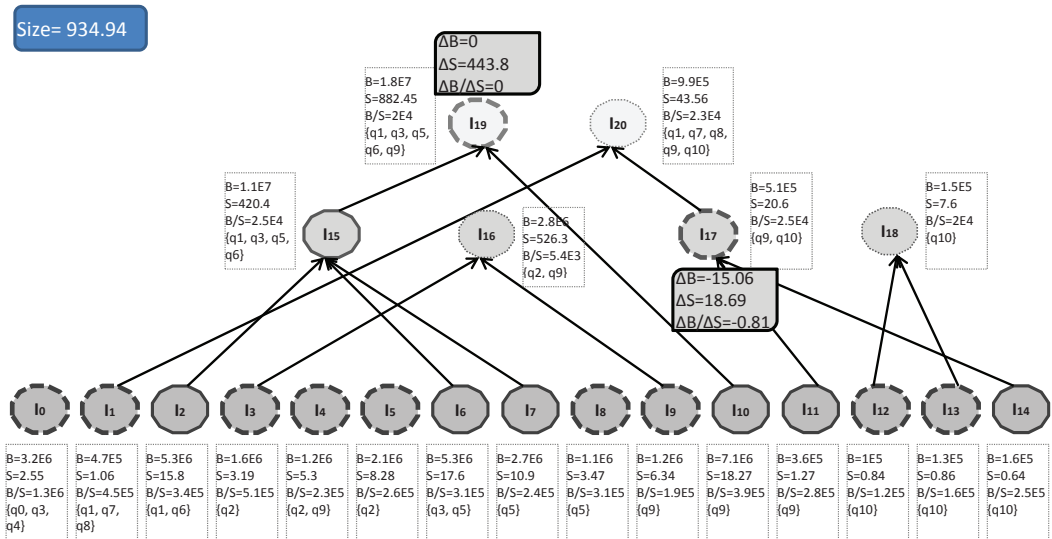 Size= 934.94
ΔB=0
ΔS=443.8
ΔB/ΔS=0
B=1.8E7
S=882.45
B/S=2E4
{q1, q3, q5,
q6, q9}
I19
I20
B=9.9E5
S=43.56
B/S=2.3E4
{q1, q7, q8,
q9, q10}
B=1.1E7
S=420.4
B/S=2.5E4
{q1, q3, q5,
q6}
I15
I16
B=2.8E6
S=526.3
B/S=5.4E3
{q2, q9}
I17
B=5.1E5
S=20.6
B/S=2.5E4
{q9, q10}
I18
B=1.5E5
S=7.6
B/S=2E4
{q10}
ΔB=-15.06
ΔS=18.69
ΔB/ΔS=-0.81
I0 I1 I2 I3 I4 I5 I6 I7 I8 I9 I10 I11 I12 I13 I14
B=3.2E6
S=2.55
B/S=1.3E6
{q0, q3,
q4}
B=4.7E5
S=1.06
B/S=4.5E5
{q1, q7,
q8}
B=5.3E6
S=15.8
B/S=3.4E5
{q1, q6}
B=1.6E6
S=3.19
B/S=5.1E5
{q2}
B=1.2E6
S=5.3
B/S=2.3E5
{q2, q9}
B=2.1E6
S=8.28
B/S=2.6E5
{q2}
B=5.3E6
S=17.6
B/S=3.1E5
{q3, q5}
B=2.7E6
S=10.9
B/S=2.4E5
{q5}
B=1.1E6
S=3.47
B/S=3.1E5
{q5}
B=1.2E6
S=6.34
B/S=1.9E5
{q9}
B=7.1E6
S=18.27
B/S=3.9E5
{q9}
B=3.6E5
S=1.27
B/S=2.8E5
{q9}
B=1E5
S=0.84
B/S=1.2E5
{q10}
B=1.3E5
S=0.86
B/S=1.6E5
{q10}
B=1.6E5
S=0.64
B/S=2.5E5
{q10}